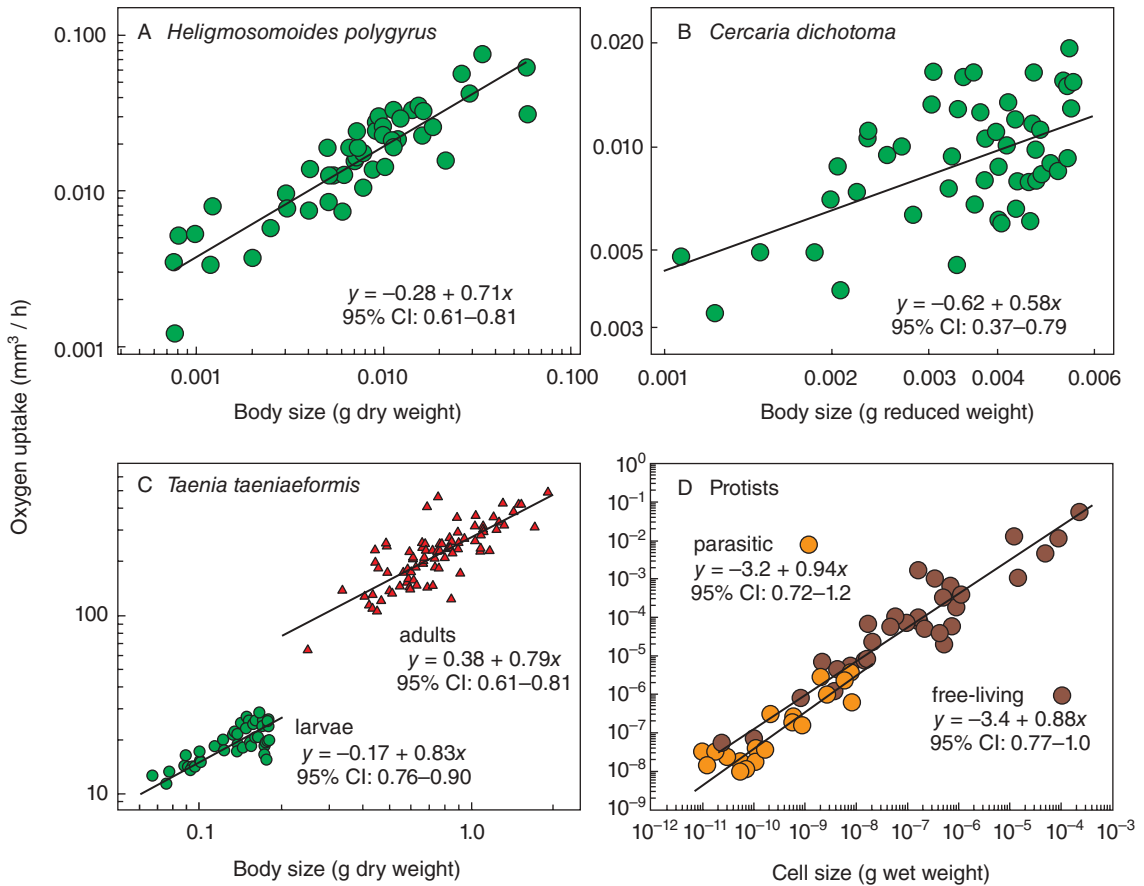 Oxygen uptake (mm³ / h)
A Heligmosomoides polygyrus
0.100
0.010
0.001
y = –0.28 + 0.71x
95% CI: 0.61–0.81
0.001 0.010 0.100
Body size (g dry weight)
B Cercaria dichotoma
0.020
0.010
0.005
0.003
y = –0.62 + 0.58x
95% CI: 0.37–0.79
0.001 0.002 0.003 0.004 0.006
Body size (g reduced weight)
C Taenia taeniaeformis
100
10
adults
y = 0.38 + 0.79x
95% CI: 0.61–0.81
larvae
y = –0.17 + 0.83x
95% CI: 0.76–0.90
0.1 1.0
Body size (g dry weight)
D Protists
10⁰
10⁻¹
10⁻²
10⁻³
10⁻⁴
10⁻⁵
10⁻⁶
10⁻⁷
10⁻⁸
10⁻⁹
parasitic
y = –3.2 + 0.94x
95% CI: 0.72–1.2
free-living
y = –3.4 + 0.88x
95% CI: 0.77–1.0
10⁻¹² 10⁻¹¹ 10⁻¹⁰ 10⁻⁹ 10⁻⁸ 10⁻⁷ 10⁻⁶ 10⁻⁵ 10⁻⁴ 10⁻³
Cell size (g wet weight)